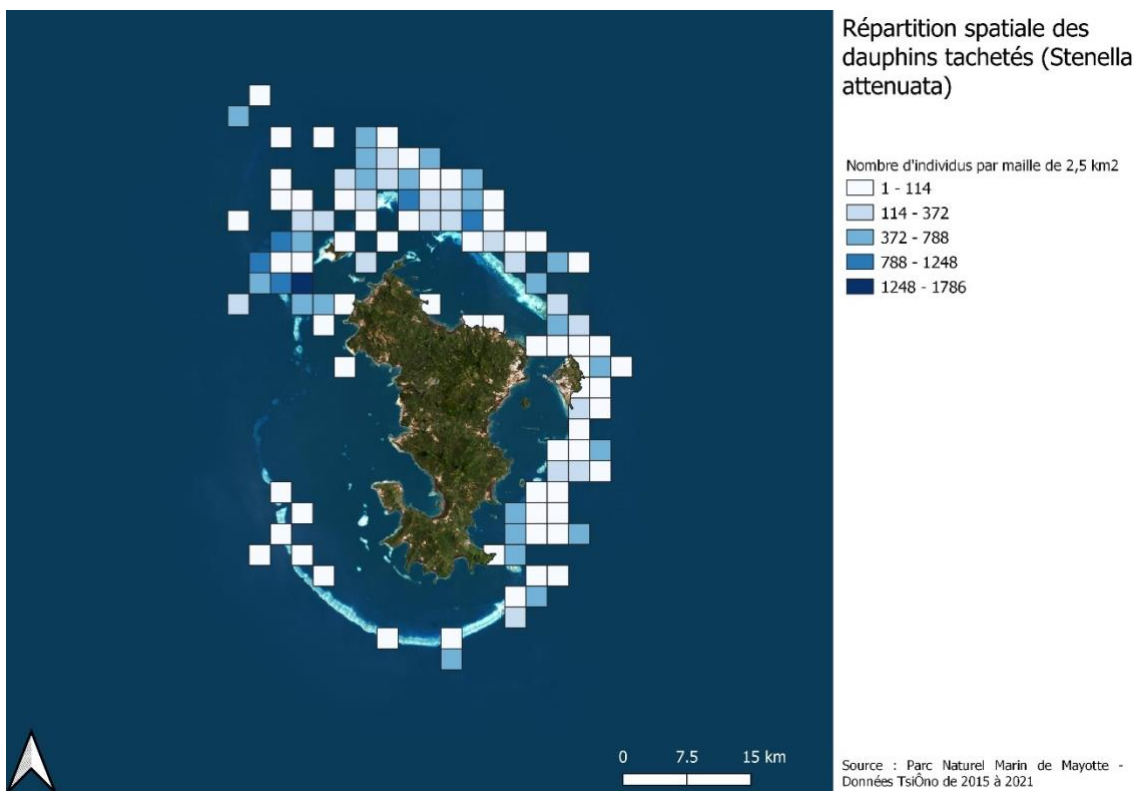 Répartition spatiale des
dauphins tachetés (Stenella
attenuata)
Nombre d'individus par maille de 2,5 km2
1 - 114
114 - 372
372 - 788
788 - 1248
1248 - 1786
0 7.5 15 km
Source : Parc Naturel Marin de Mayotte -
Données TsiÔno de 2015 à 2021